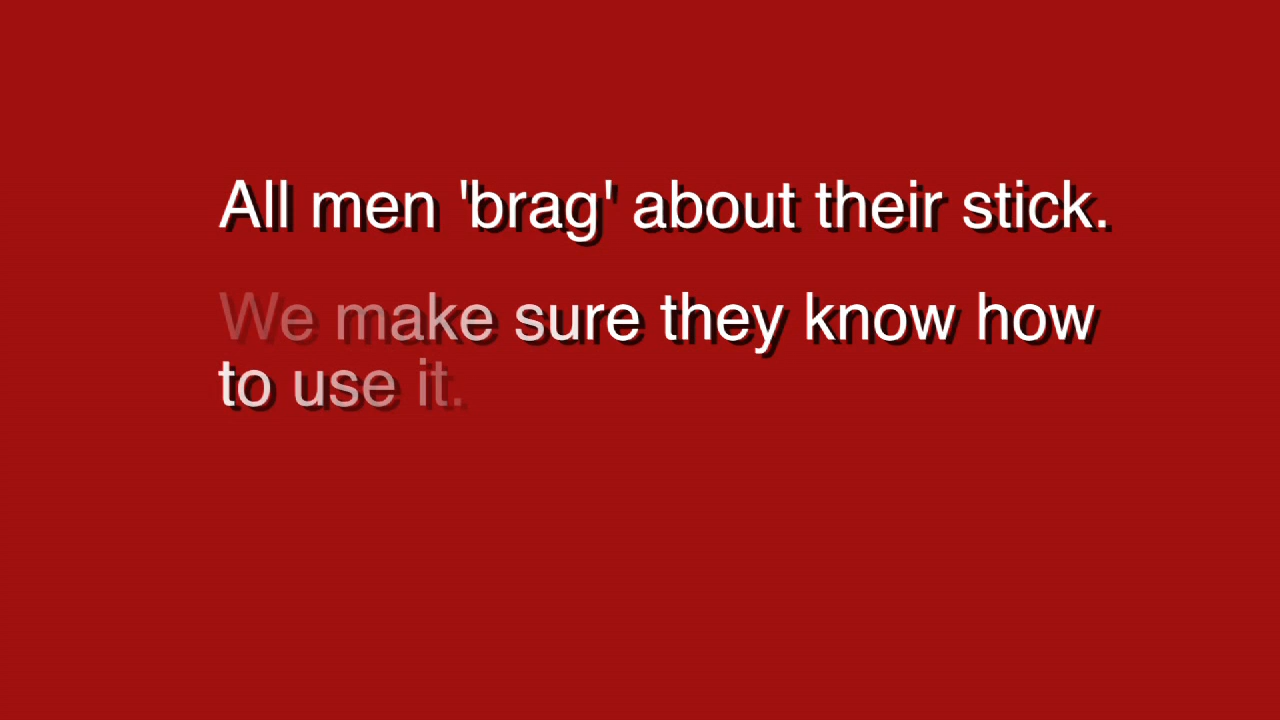 All men 'brag' about their stick.
We make sure they know how
to use it.